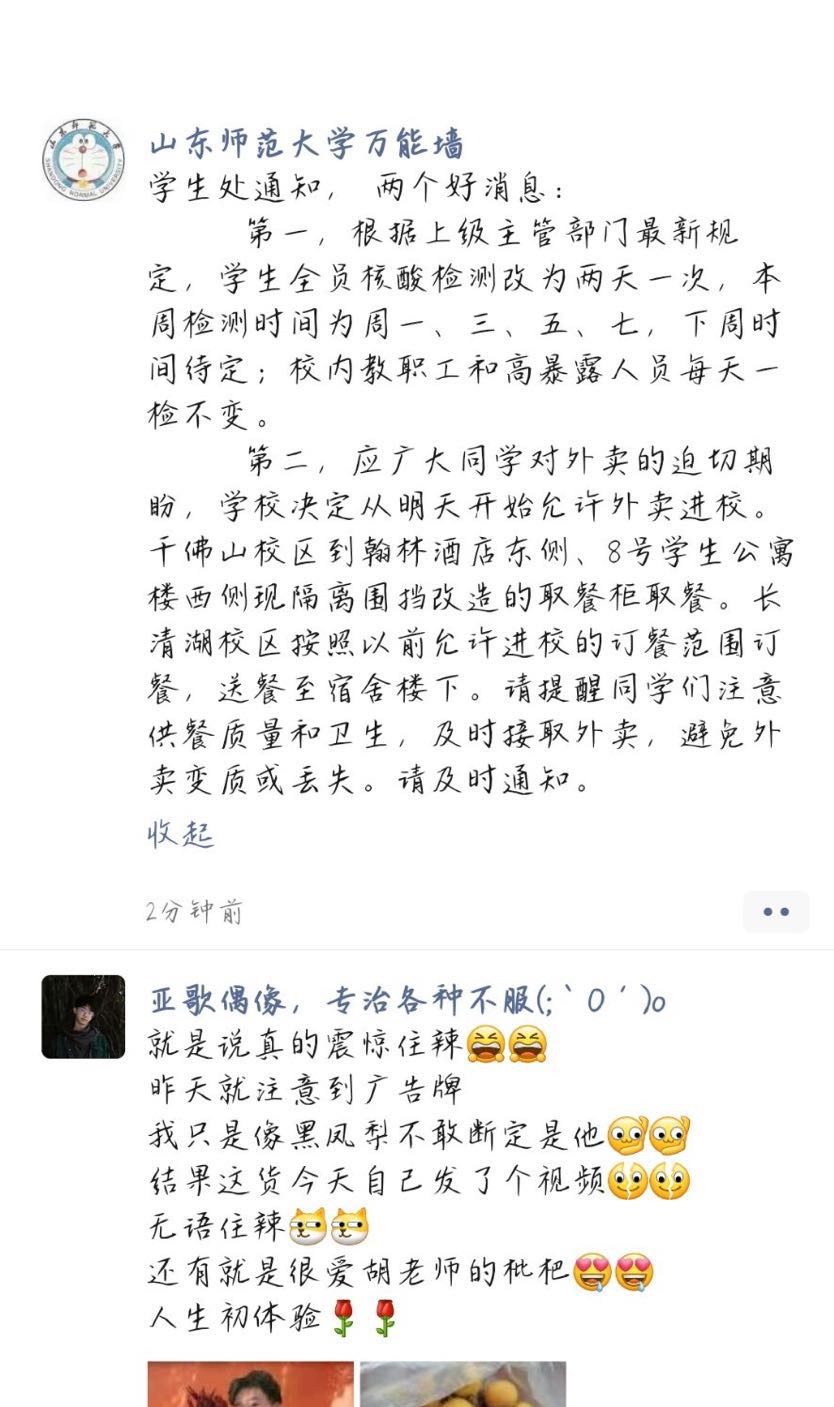 山东师范大学万能墙
学生处通知， 两个好消息：
第一，根据上级主管部门最新规
定，学生全员核酸检测改为两天一次，本
周检测时间为周一、三、五、七，下周时
间待定；校内教职工和高暴露人员每天一
检不变。
第二，应广大同学对外卖的迫切期
盼，学校决定从明天开始允许外卖进校。
千佛山校区到翰林酒店东侧、8号学生公寓
楼西侧现隔离围挡改造的取餐柜取餐。长
清湖校区按照以前允许进校的订餐范围订
餐，送餐至宿舍楼下。请提醒同学们注意
供餐质量和卫生，及时接取外卖，避免外
卖变质或丢失。请及时通知。
收起
2分钟前
亚歌偶像，专治各种不服(;｀O´)o
就是说真的震惊住辣😫😫
昨天就注意到广告牌
我只是像黑凤梨不敢断定是他
结果这货今天自己发了个视频
无语住辣
还有就是很爱胡老师的枇杷🤤🤤
人生初体验🌹🌹